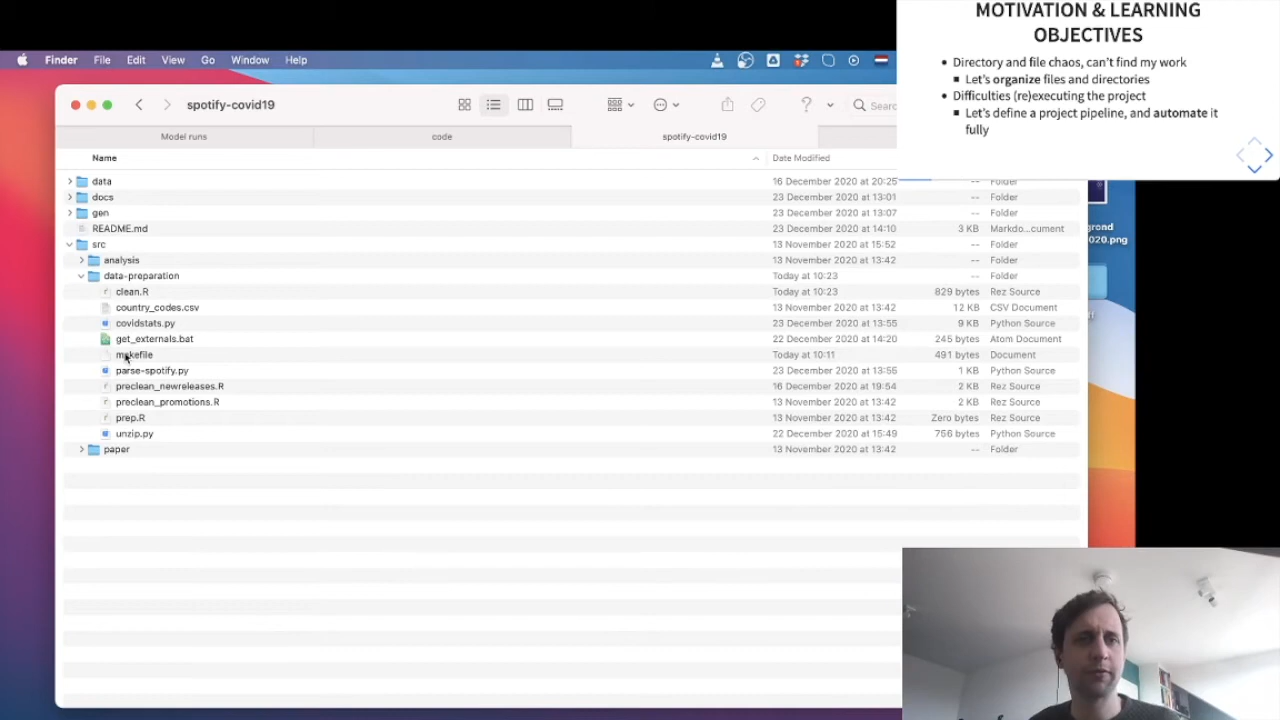 MOTIVATION & LEARNING
OBJECTIVES
• Directory and file chaos, can't find my work
▪ Let's organize files and directories
• Difficulties (re)executing the project
▪ Let's define a project pipeline, and automate it
fully
Finder File Edit View Go Window Help
spotify-covid19
Model runs code spotify-covid19
Name Date Modified
data 16 December 2020 at 20:25 -- Folder
docs 23 December 2020 at 13:01 -- Folder
gen 23 December 2020 at 13:07 -- Folder
README.md 23 December 2020 at 14:10 3 KB Markdo...cument
src 13 November 2020 at 15:52 -- Folder
analysis 13 November 2020 at 13:42 -- Folder
data-preparation Today at 10:23 -- Folder
clean.R Today at 10:23 829 bytes Rez Source
country_codes.csv 13 November 2020 at 13:42 12 KB CSV Document
covidstats.py 23 December 2020 at 13:55 9 KB Python Source
get_externals.bat 22 December 2020 at 14:20 245 bytes Atom Document
makefile Today at 10:11 491 bytes Document
parse-spotify.py 23 December 2020 at 13:55 1 KB Python Source
preclean_newreleases.R 16 December 2020 at 19:54 2 KB Rez Source
preclean_promotions.R 13 November 2020 at 13:42 2 KB Rez Source
prep.R 13 November 2020 at 13:42 Zero bytes Rez Source
unzip.py 22 December 2020 at 15:49 756 bytes Python Source
paper 13 November 2020 at 13:42 -- Folder
grond
020.png